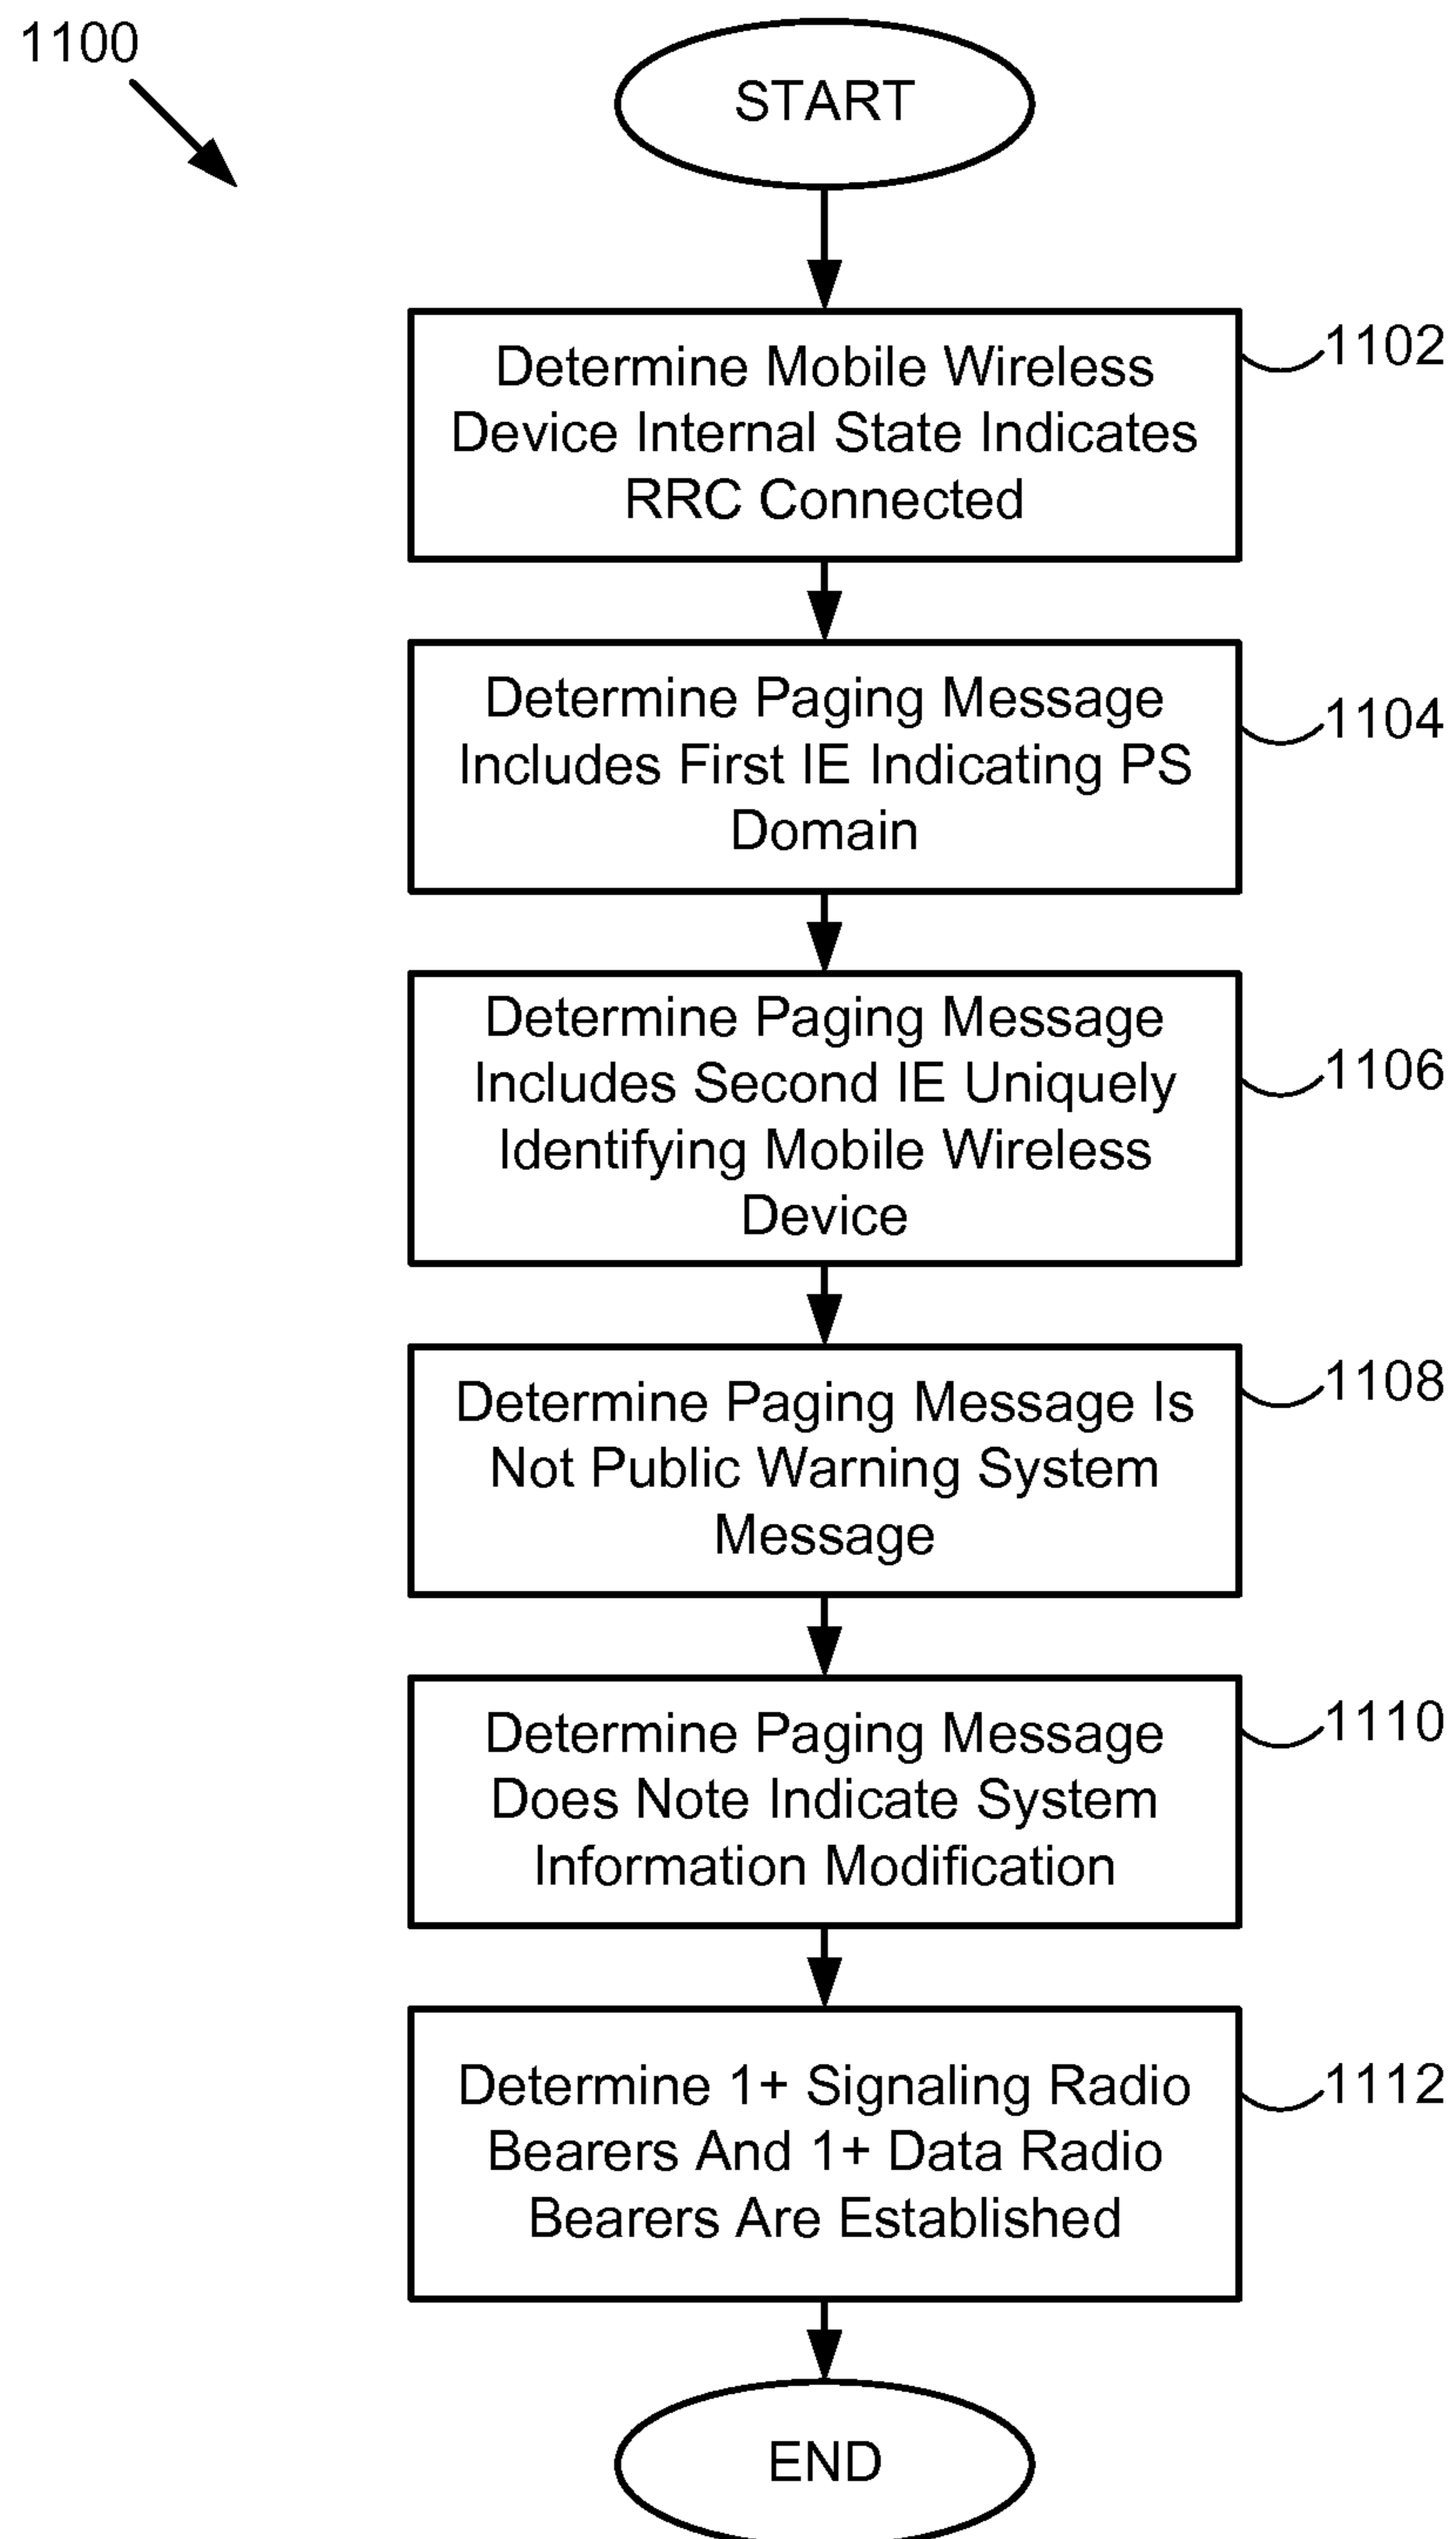 1100
START
Determine Mobile Wireless
Device Internal State Indicates
RRC Connected
1102
Determine Paging Message
Includes First IE Indicating PS
Domain
1104
Determine Paging Message
Includes Second IE Uniquely
Identifying Mobile Wireless
Device
1106
Determine Paging Message Is
Not Public Warning System
Message
1108
Determine Paging Message
Does Note Indicate System
Information Modification
1110
Determine 1+ Signaling Radio
Bearers And 1+ Data Radio
Bearers Are Established
1112
END